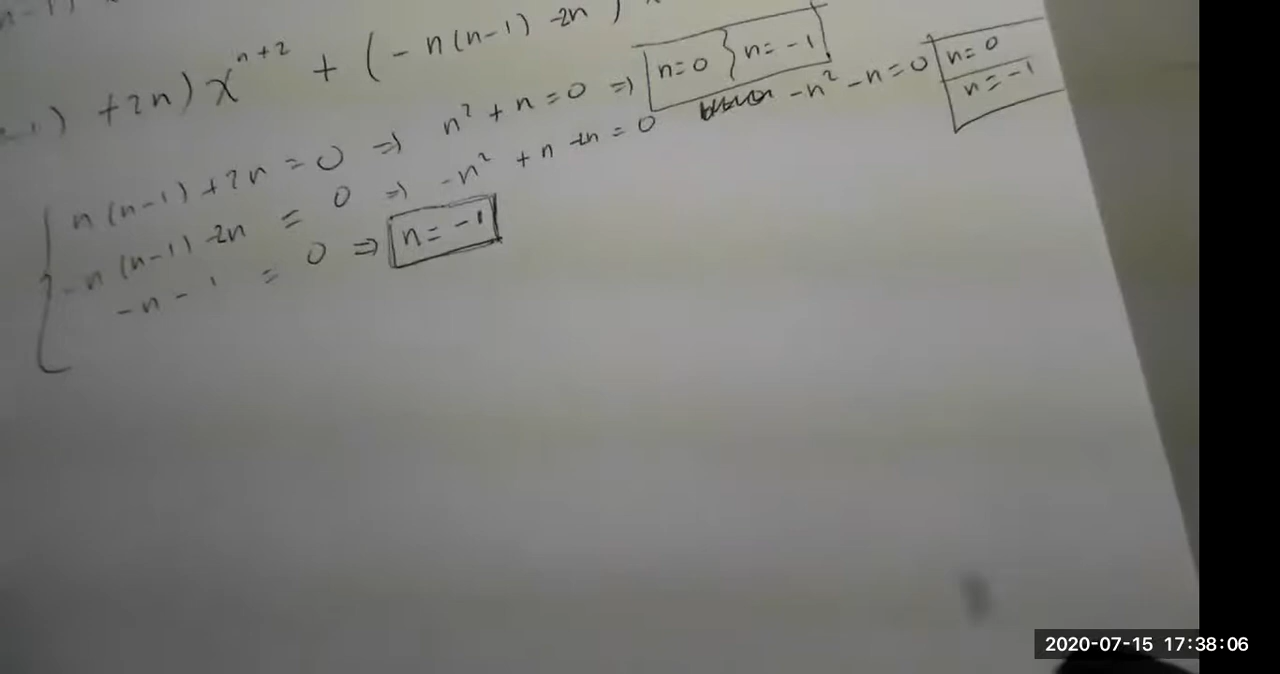 n-1)
) + 2n) x^{n+2} + (- n(n-1) - 2n )
n(n-1) + 2n = 0 ⇒ n² + n = 0 ⇒ n=0 } n=-1
- n(n-1) - 2n = 0 ⇒ -n² + n - 2n = 0 -n² - n = 0 n=0
n=-1
-n - 1 = 0 ⇒ n=-1
2020-07-15 17:38:06